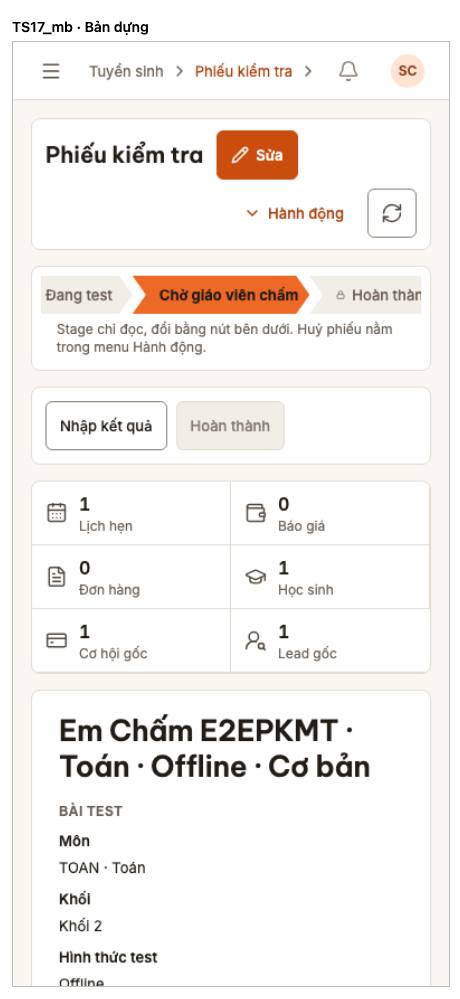 TS17_mb · Bản dựng
Tuyển sinh > Phiếu kiểm tra >
SC
Phiếu kiểm tra
Sửa
Hành động
Đang test
Chờ giáo viên chấm
Hoàn thàn
Stage chỉ đọc, đổi bằng nút bên dưới. Huỷ phiếu nằm
trong menu Hành động.
Nhập kết quả
Hoàn thành
1
Lịch hẹn
0
Báo giá
0
Đơn hàng
1
Học sinh
1
Cơ hội gốc
1
Lead gốc
Em Chấm E2EPKMT ·
Toán · Offline · Cơ bản
BÀI TEST
Môn
TOAN · Toán
Khối
Khối 2
Hình thức test
Offline